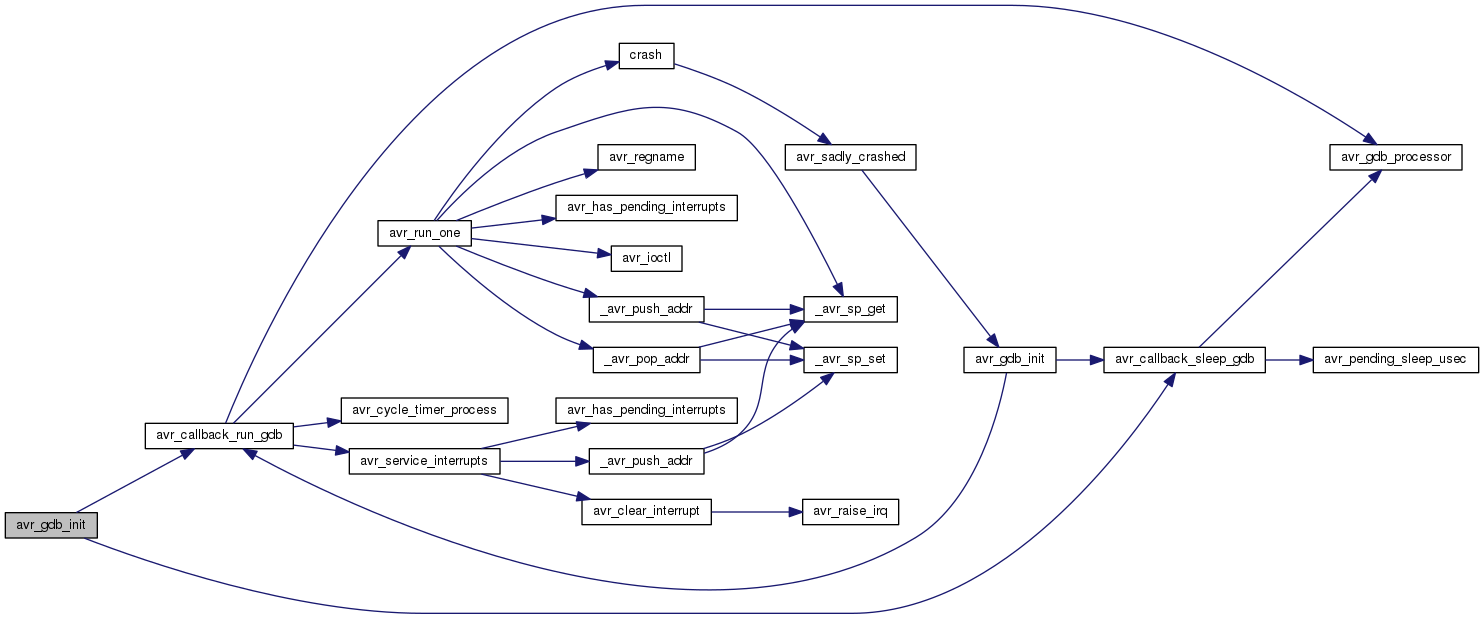 crash
avr_regname
avr_sadly_crashed
avr_gdb_processor
avr_has_pending_interrupts
avr_run_one
avr_ioctl
_avr_push_addr
_avr_sp_get
_avr_pop_addr
_avr_sp_set
avr_gdb_init
avr_callback_sleep_gdb
avr_pending_sleep_usec
avr_cycle_timer_process
avr_has_pending_interrupts
avr_callback_run_gdb
avr_service_interrupts
_avr_push_addr
avr_clear_interrupt
avr_raise_irq
avr_gdb_init